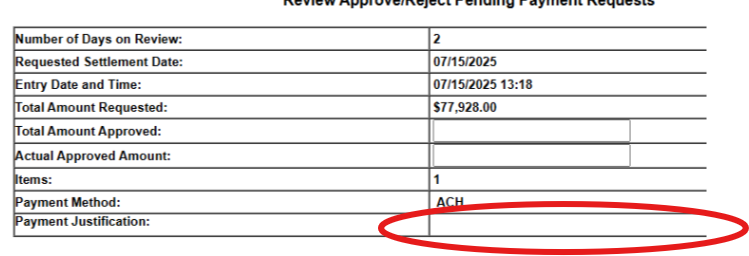 Review Approve/Reject Pending Payment Requests
Number of Days on Review: 2
Requested Settlement Date: 07/15/2025
Entry Date and Time: 07/15/2025 13:18
Total Amount Requested: $77,928.00
Total Amount Approved:
Actual Approved Amount:
Items: 1
Payment Method: ACH
Payment Justification: